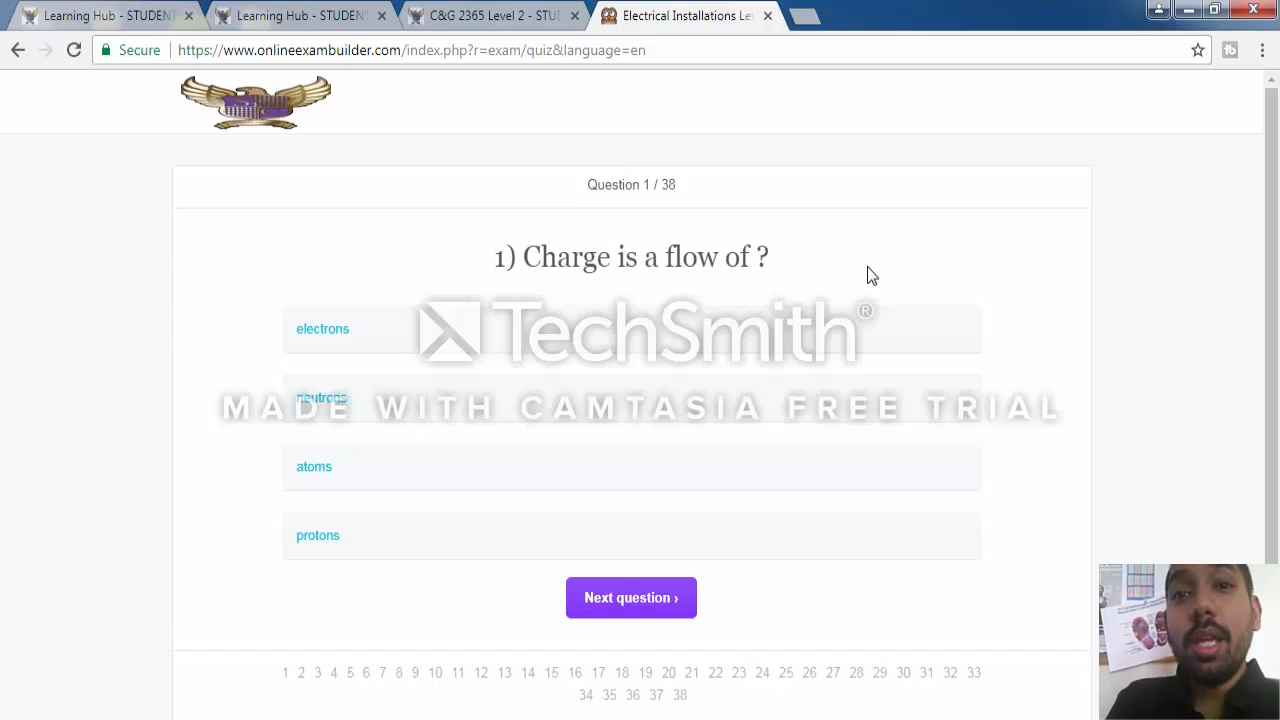 Learning Hub - STUDENT
Learning Hub - STUDENT
C&G 2365 Level 2 - STUD
Electrical Installations Lev
Secure
https://www.onlineexambuilder.com/index.php?r=exam/quiz&language=en
Question 1 / 38
1) Charge is a flow of ?
electrons
TechSmith®
neutrons
MADE WITH CAMTASIA FREE TRIAL
atoms
protons
Next question ›
1 2 3 4 5 6 7 8 9 10 11 12 13 14 15 16 17 18 19 20 21 22 23 24 25 26 27 28 29 30 31 32 33
34 35 36 37 38